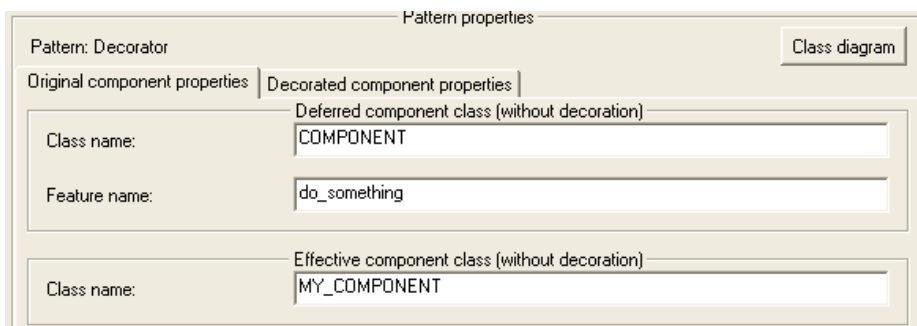 Pattern properties
Pattern: Decorator
Class diagram
Original component properties
Decorated component properties
Deferred component class (without decoration)
Class name:
COMPONENT
Feature name:
do_something
Effective component class (without decoration)
Class name:
MY_COMPONENT